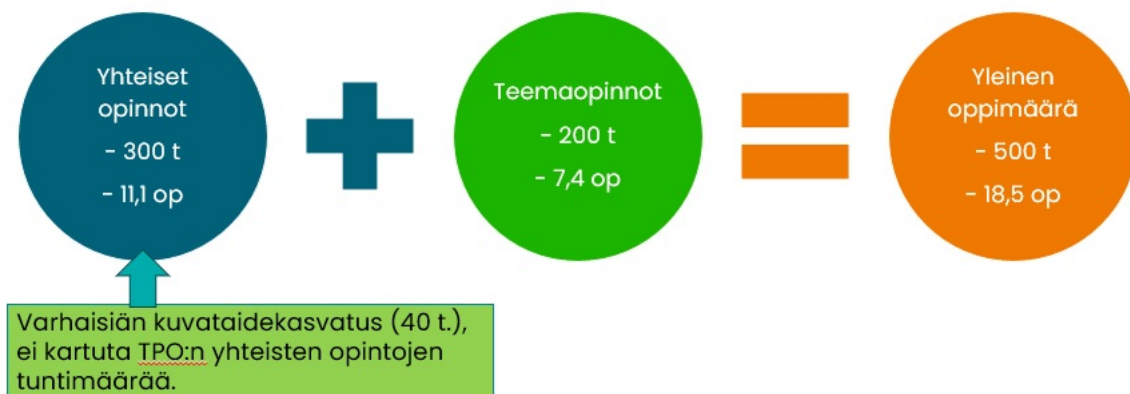 Yhteiset
opinnot
- 300 t
- 11,1 op
Teemaopinnot
- 200 t
- 7,4 op
Yleinen
oppimäärä
- 500 t
- 18,5 op
Varhaisiän kuvataidekasvatus (40 t.),
ei kartuta TPO:n yhteisten opintojen
tuntimäärää.